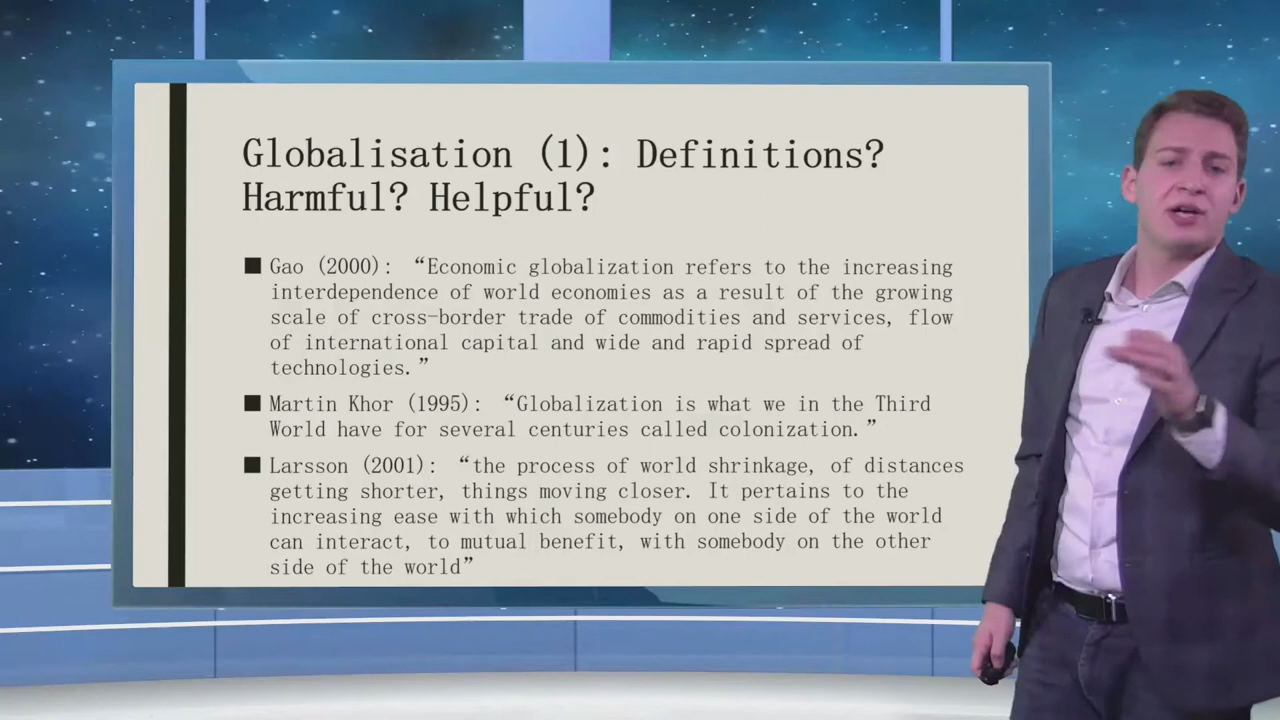 Globalisation (1): Definitions?
Harmful? Helpful?
■ Gao (2000): “Economic globalization refers to the increasing
interdependence of world economies as a result of the growing
scale of cross-border trade of commodities and services, flow
of international capital and wide and rapid spread of
technologies.”
■ Martin Khor (1995): “Globalization is what we in the Third
World have for several centuries called colonization.”
■ Larsson (2001): “the process of world shrinkage, of distances
getting shorter, things moving closer. It pertains to the
increasing ease with which somebody on one side of the world
can interact, to mutual benefit, with somebody on the other
side of the world”